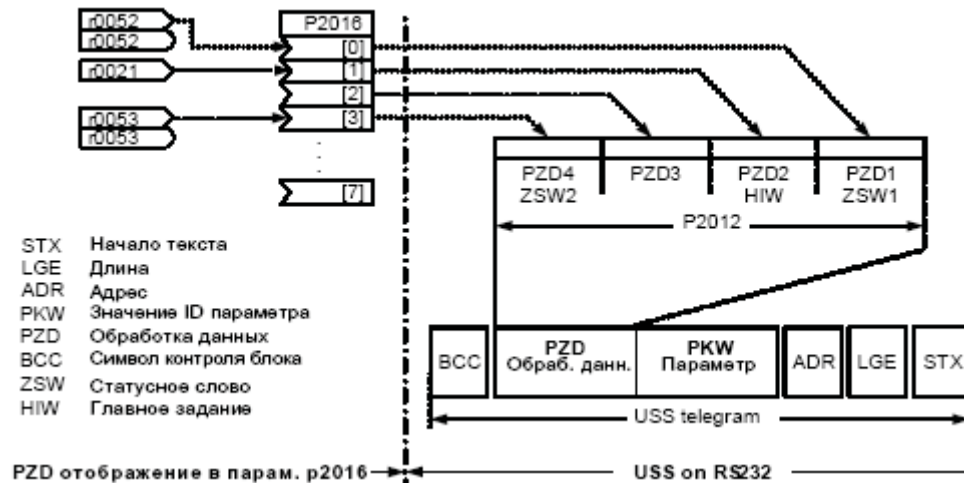 r0052
r0052
r0021
r0053
r0053
P2016
[0]
[1]
[2]
[3]
[7]
PZD4 PZD3 PZD2 PZD1
ZSW2 HIW ZSW1
P2012
STX Начало текста
LGE Длина
ADR Адрес
PKW Значение ID параметра
PZD Обработка данных
BCC Символ контроля блока
ZSW Статусное слово
HIW Главное задание
BCC PZD PKW ADR LGE STX
Обраб. данн. Параметр
USS telegram
PZD отображение в парам. р2016 USS on RS232